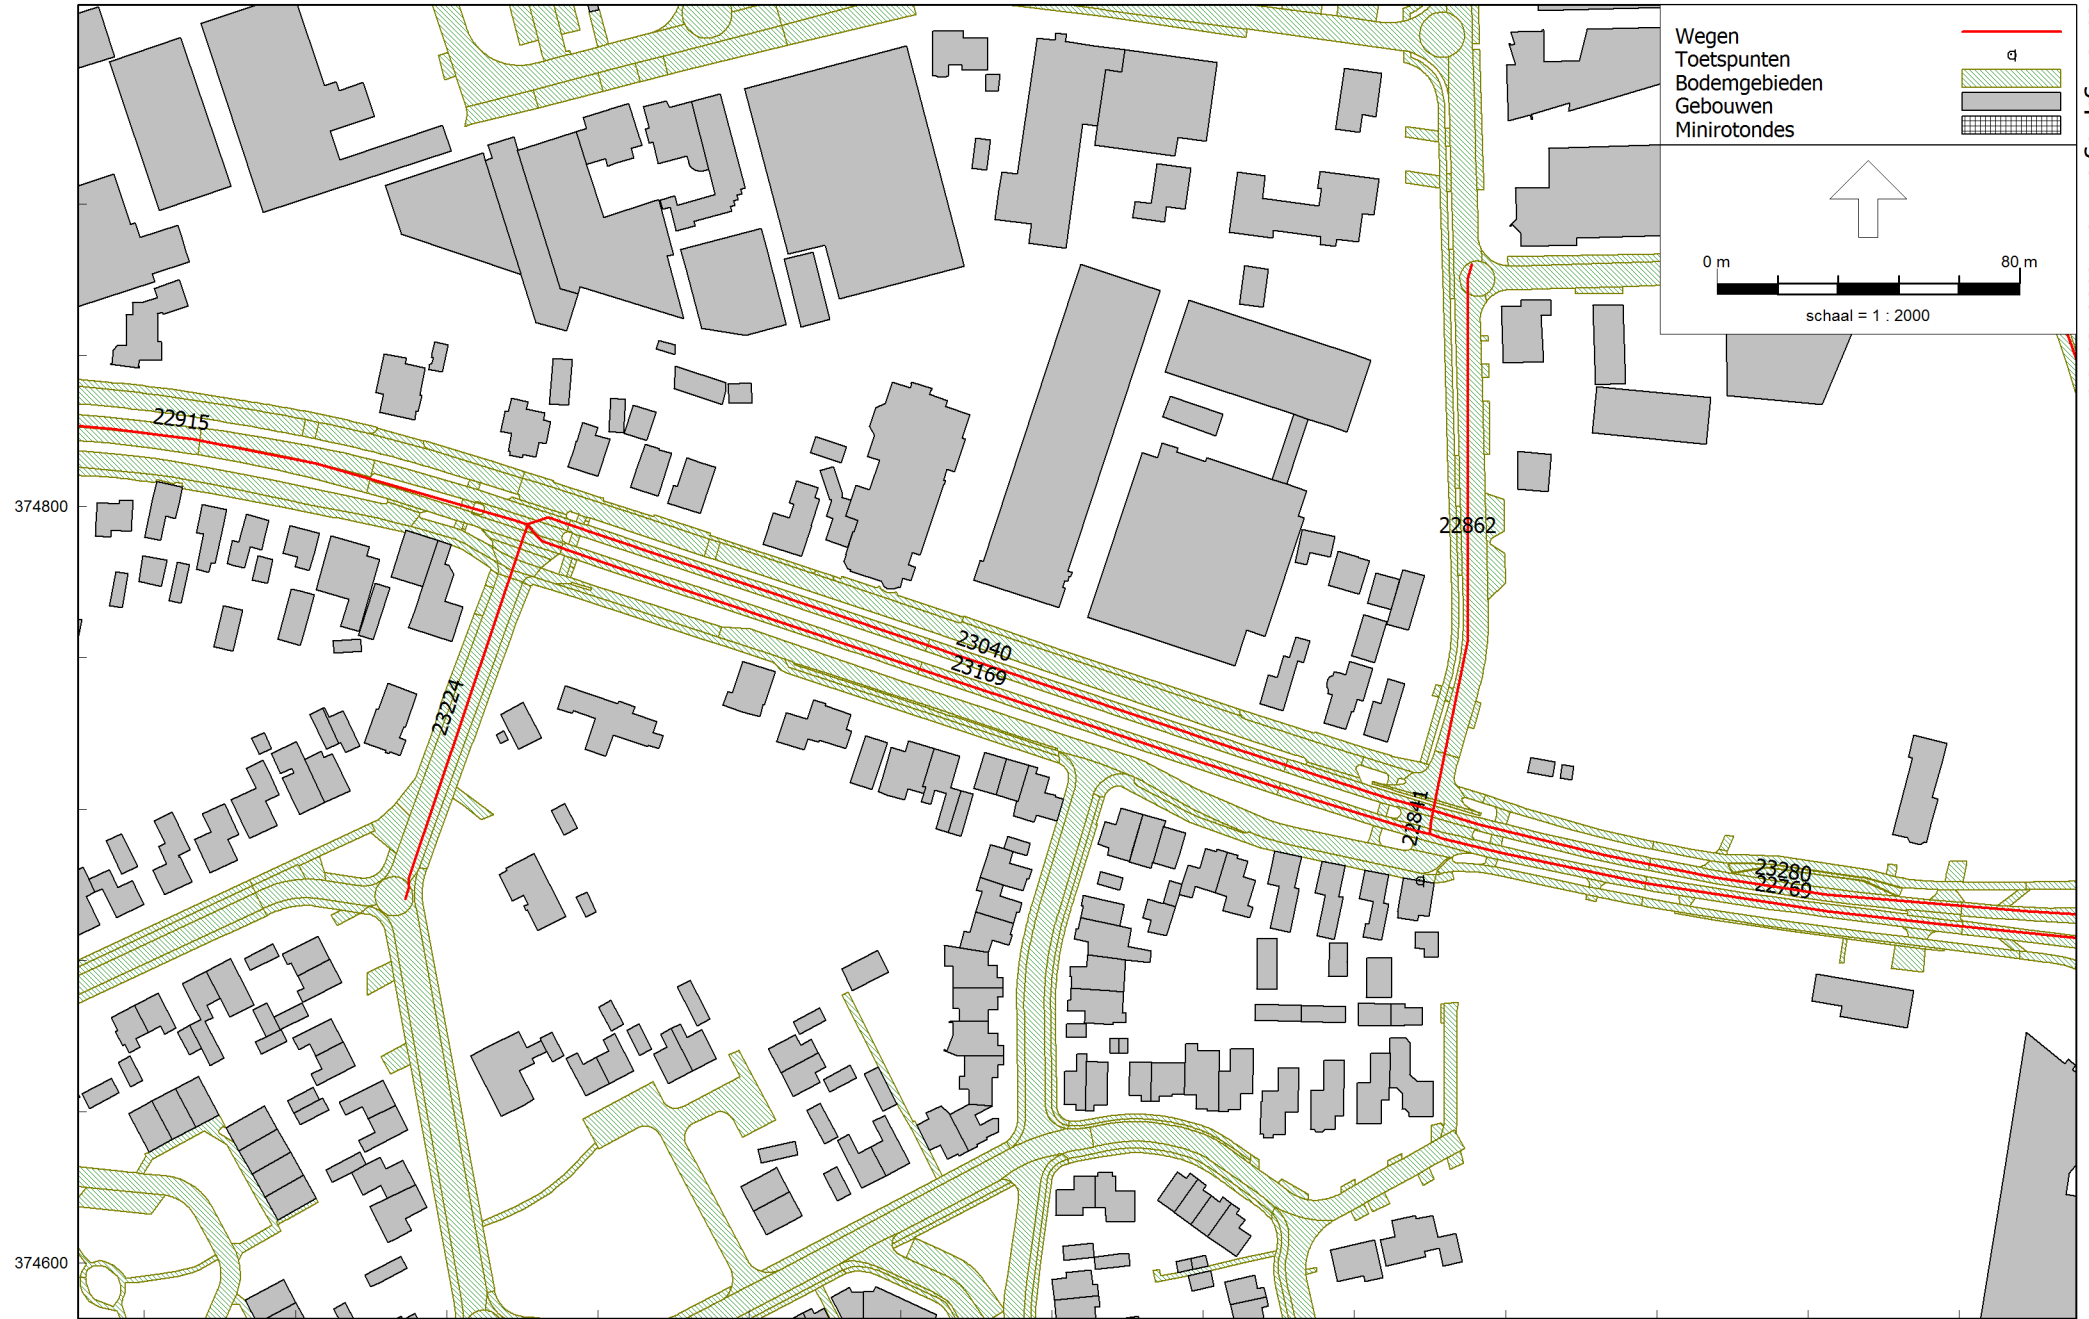 Wegen
Toetspunten
Bodemgebieden
Gebouwen
Minirotondes
0 m 80 m
schaal = 1 : 2000
22915
374800
22862
23040
23169
23224
22841
23280
22769
374600